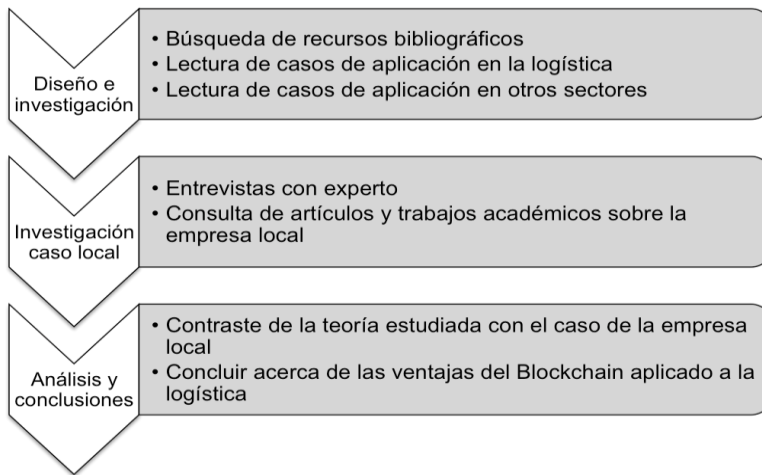 Diseño e
investigación
• Búsqueda de recursos bibliográficos
• Lectura de casos de aplicación en la logística
• Lectura de casos de aplicación en otros sectores
Investigación
caso local
• Entrevistas con experto
• Consulta de artículos y trabajos académicos sobre la
empresa local
Análisis y
conclusiones
• Contraste de la teoría estudiada con el caso de la empresa
local
• Concluir acerca de las ventajas del Blockchain aplicado a la
logística